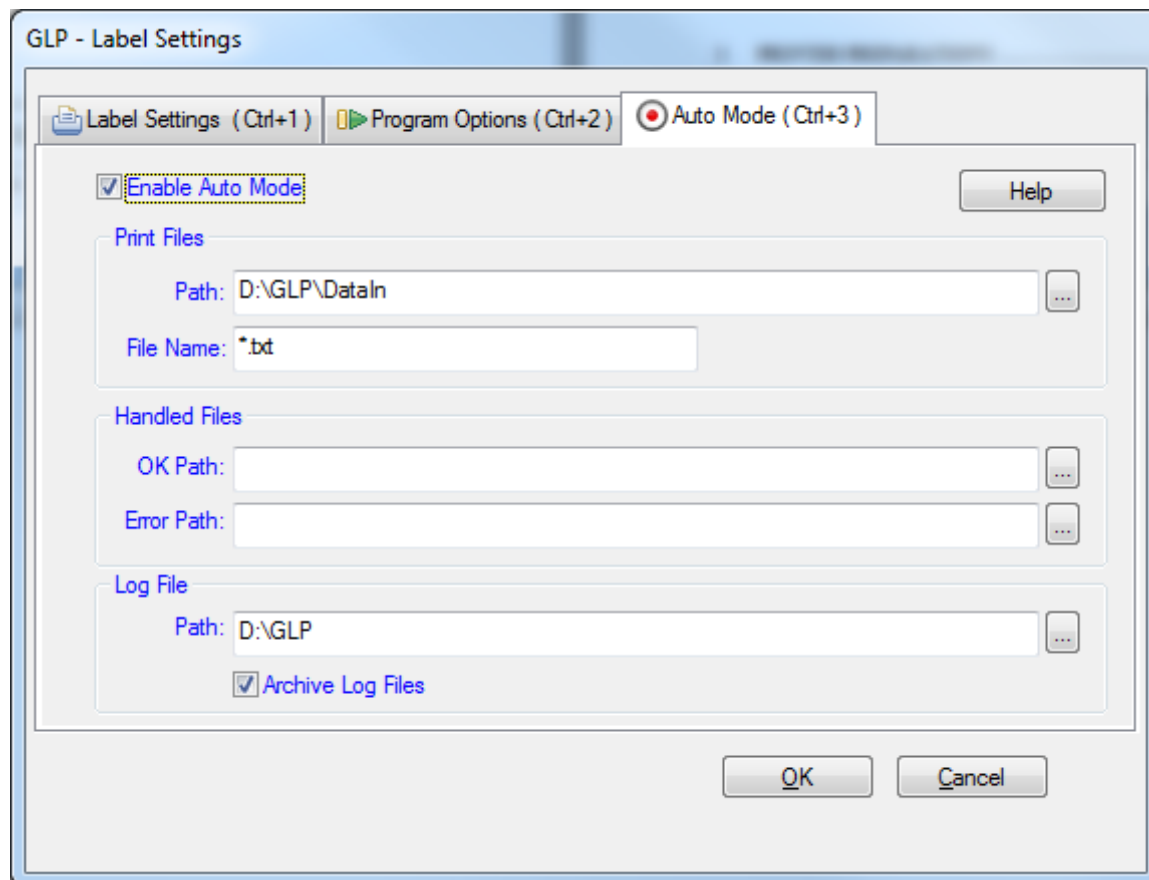 GLP - Label Settings
Label Settings ( Ctrl+1 )
Program Options ( Ctrl+2 )
Auto Mode ( Ctrl+3 )
Enable Auto Mode
Help
Print Files
Path: D:\GLP\DataIn
...
File Name: *.txt
Handled Files
OK Path:
...
Error Path:
...
Log File
Path: D:\GLP
...
Archive Log Files
OK
Cancel